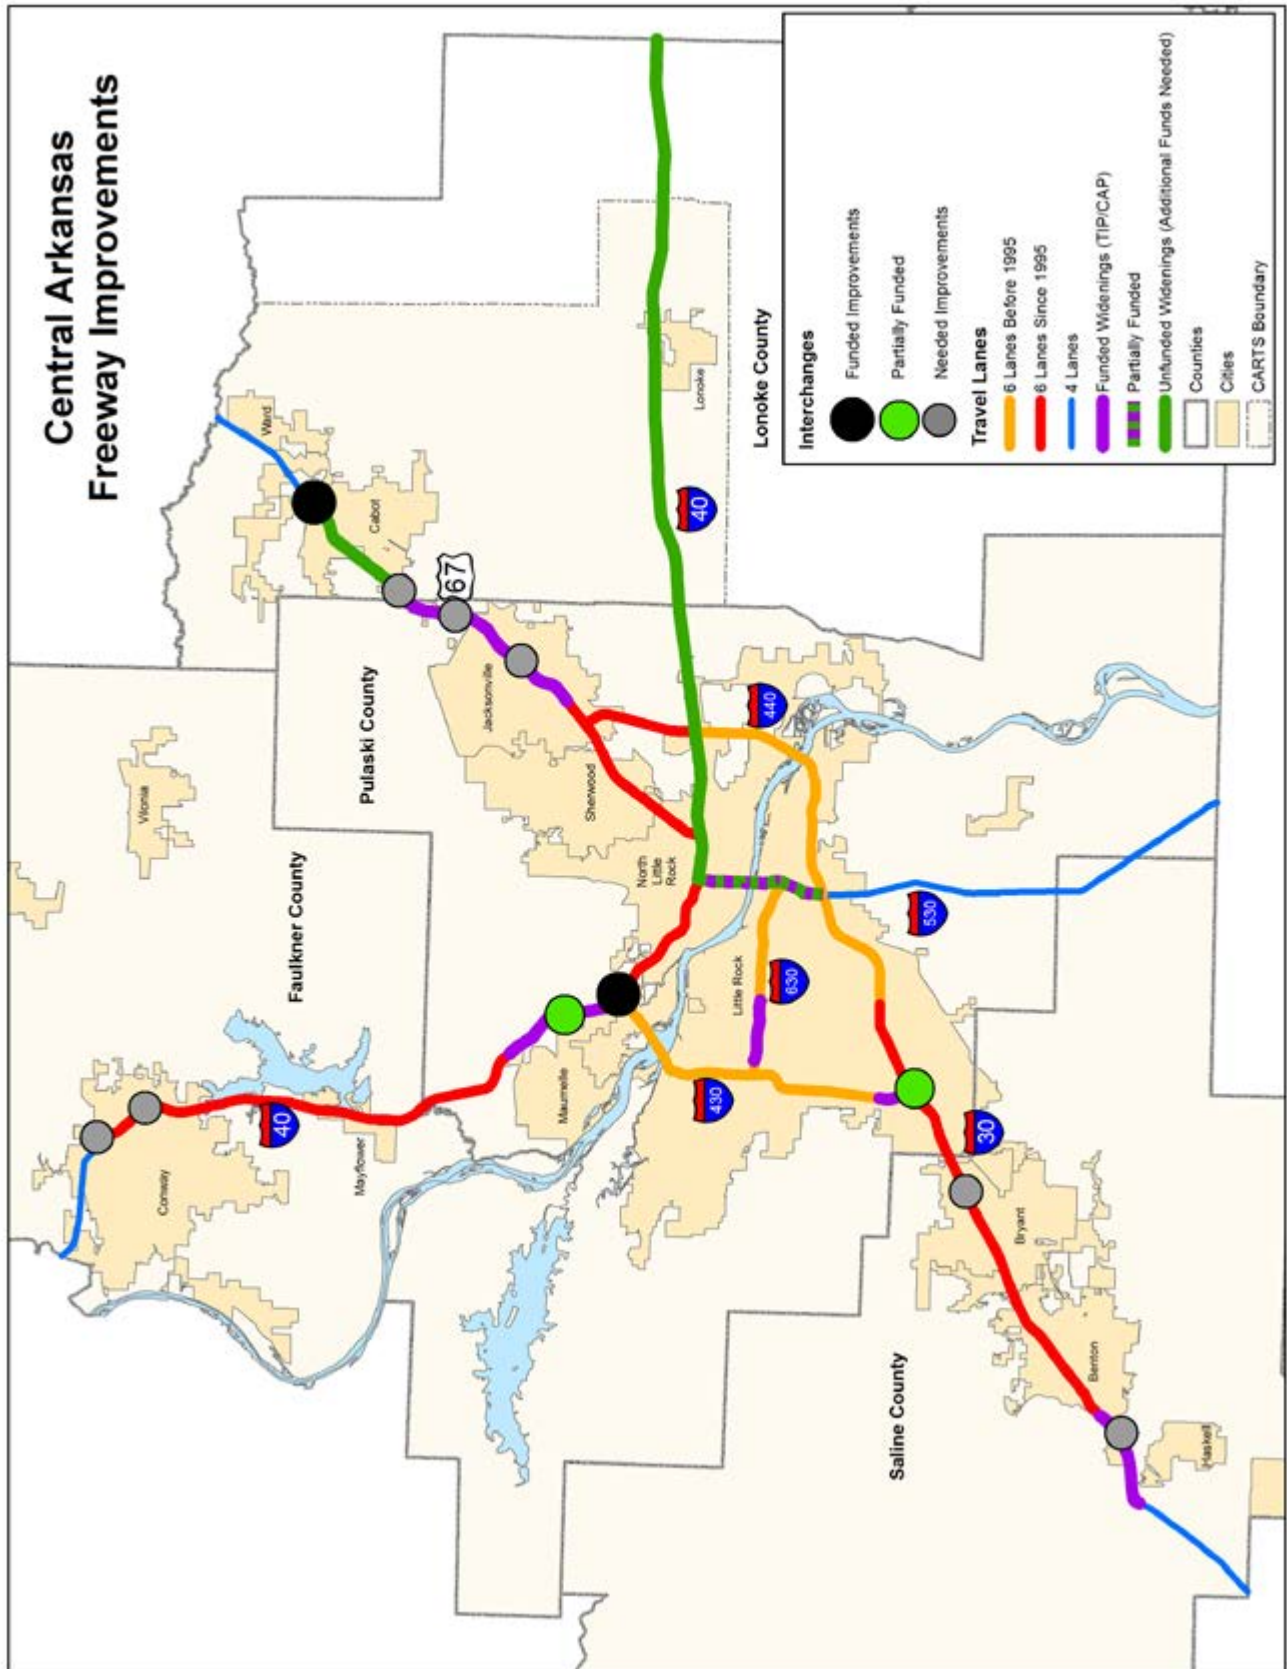 Central Arkansas
Freeway Improvements
Ward
Cabot
67
Lonoke
Lonoke County
40
Pulaski County
Jacksonville
Sherwood
440
Vilonia
Faulkner County
North
Little
Rock
530
Little Rock
630
Maumelle
430
40
Mayflower
Conway
30
Bryant
Benton
Haskell
Saline County
Interchanges
Funded Improvements
Partially Funded
Needed Improvements
Travel Lanes
6 Lanes Before 1995
6 Lanes Since 1995
4 Lanes
Funded Widenings (TIP/CAP)
Partially Funded
Unfunded Widenings (Additional Funds Needed)
Counties
Cities
CARTS Boundary